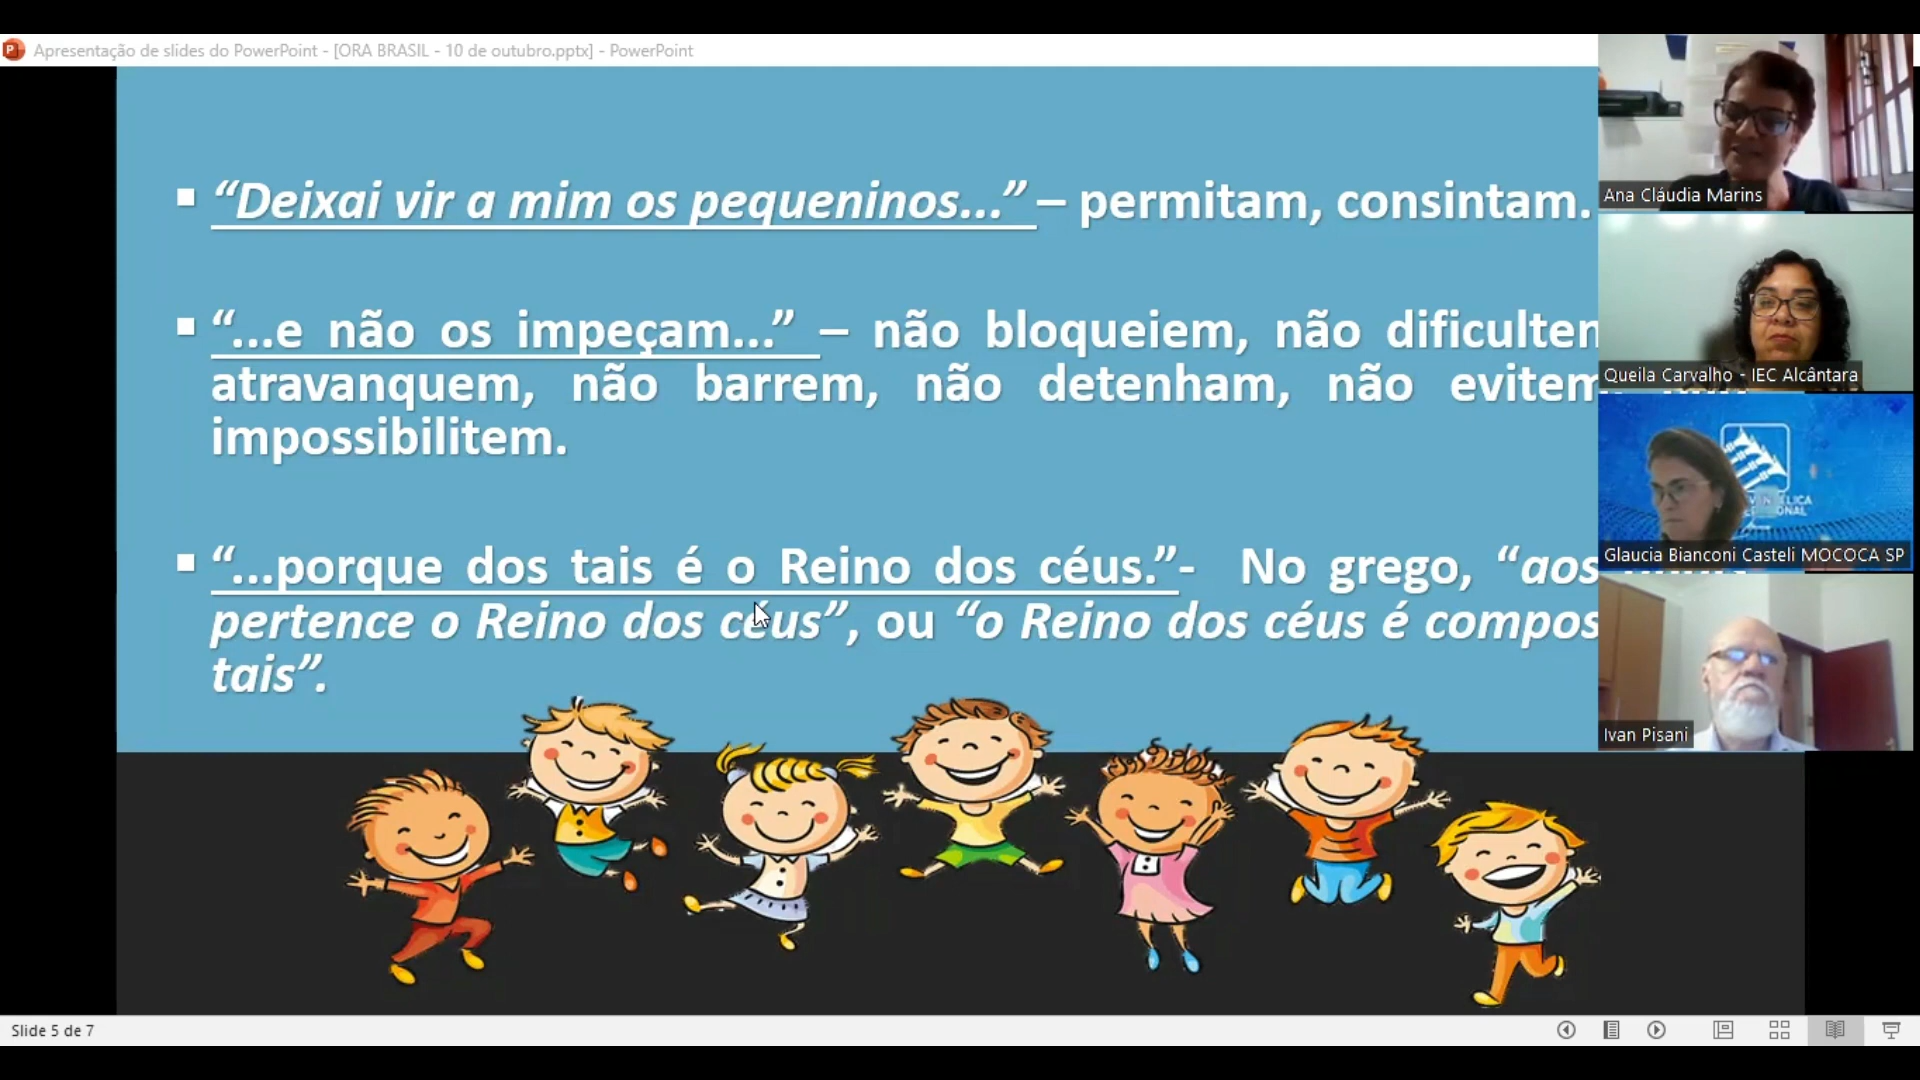 Apresentação de slides do PowerPoint - [ORA BRASIL - 10 de outubro.pptx] - PowerPoint
▪ “Deixai vir a mim os pequeninos...” – permitam, consintam.
▪ “...e não os impeçam...” – não bloqueiem, não dificultem
atravanquem, não barrem, não detenham, não evitem
impossibilitem.
▪ “...porque dos tais é o Reino dos céus.”- No grego, “aos
pertence o Reino dos céus”, ou “o Reino dos céus é compos
tais”.
Ana Cláudia Marins
Queila Carvalho - IEC Alcântara
Glaucia Bianconi Casteli MOCOCA SP
Ivan Pisani
Slide 5 de 7